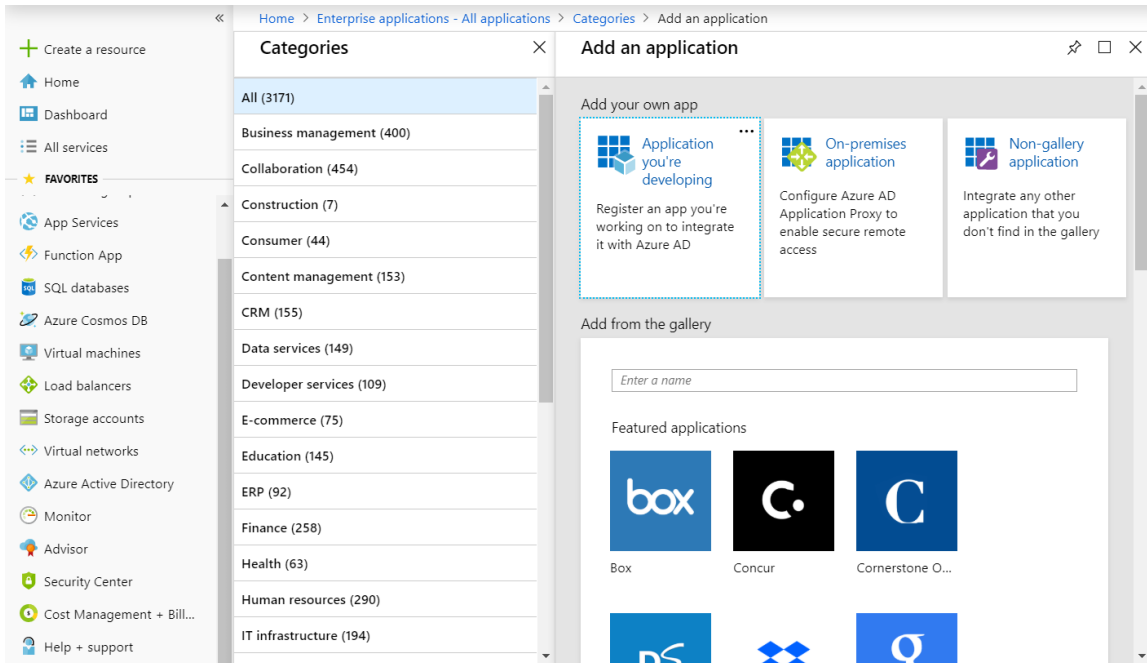 Home > Enterprise applications - All applications > Categories > Add an application
Create a resource
Home
Dashboard
All services
FAVORITES
App Services
Function App
SQL databases
Azure Cosmos DB
Virtual machines
Load balancers
Storage accounts
Virtual networks
Azure Active Directory
Monitor
Advisor
Security Center
Cost Management + Bill...
Help + support
Categories
All (3171)
Business management (400)
Collaboration (454)
Construction (7)
Consumer (44)
Content management (153)
CRM (155)
Data services (149)
Developer services (109)
E-commerce (75)
Education (145)
ERP (92)
Finance (258)
Health (63)
Human resources (290)
IT infrastructure (194)
Add an application
Add your own app
Application
you're
developing
Register an app you're
working on to integrate
it with Azure AD
On-premises
application
Configure Azure AD
Application Proxy to
enable secure remote
access
Non-gallery
application
Integrate any other
application that you
don't find in the gallery
Add from the gallery
Enter a name
Featured applications
box
C.
C
Box
Concur
Cornerstone O...